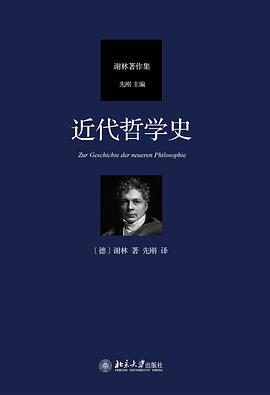 谢林著作集
先刚 主编
近代哲学史
Zur Geschichte der neueren Philosophie
〔德〕谢林 著 先刚 译
北京大学出版社
PEKING UNIVERSITY PRESS